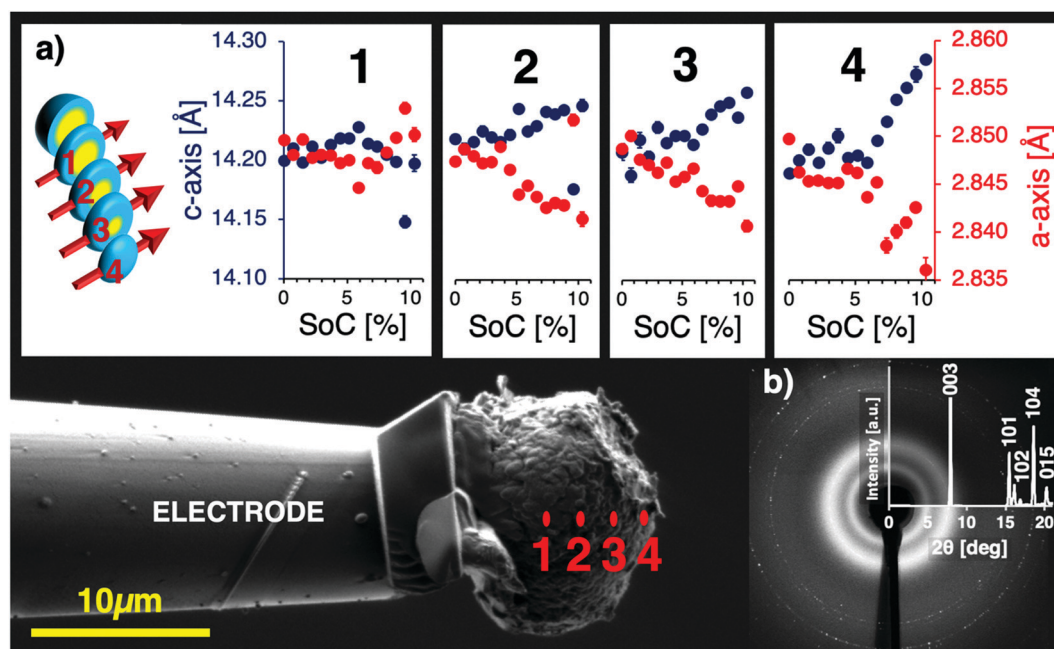 a)
1
2
3
4
c-axis [Å]
14.30
14.25
14.20
14.15
14.10
1
0
5
10
SoC [%]
2
0
5
10
SoC [%]
3
0
5
10
SoC [%]
4
0
5
10
SoC [%]
2.860
2.855
2.850
2.845
2.840
2.835
a-axis [Å]
ELECTRODE
1 2 3 4
10µm
b)
Intensity [a.u.]
003
101
102
104
015
0 5 10 15 20
2θ [deg]